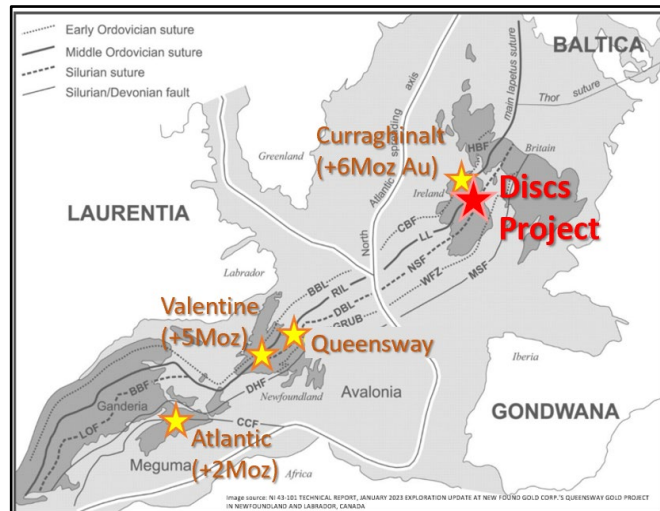 Early Ordovician suture
Middle Ordovician suture
Silurian suture
Silurian/Devonian fault
BALTICA
main Iapetus suture
Thor suture
axis
spreading
Atlantic
North
Greenland
Curraghinalt
(+6Moz Au)
HBF
Britain
Ireland
Discs
Project
LAURENTIA
CBF
LL
NSF
WFZ
MSF
Labrador
BBL
RIL
DBL
GRUB
Valentine
(+5Moz)
Queensway
Iberia
DHF
Newfoundland
Avalonia
GONDWANA
Ganderia
BBF
LOF
CCF
Atlantic
(+2Moz)
Meguma
Africa
Image source: NI 43-101 TECHNICAL REPORT, JANUARY 2023 EXPLORATION UPDATE AT NEW FOUND GOLD CORP.'S QUEENSWAY GOLD PROJECT
IN NEWFOUNDLAND AND LABRADOR, CANADA